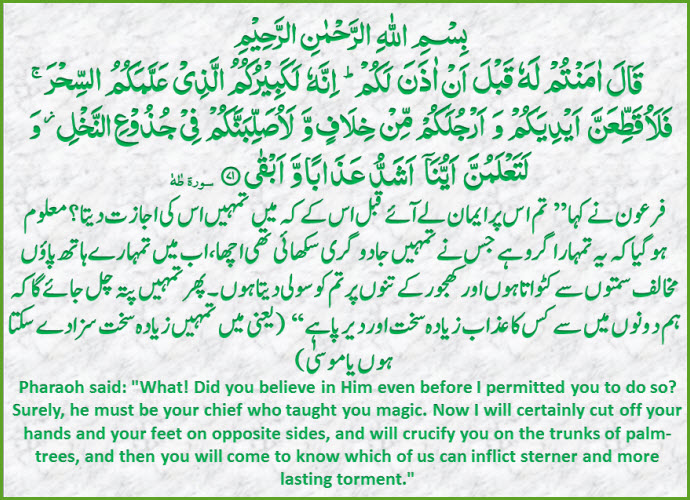 بِسْمِ اللهِ الرَّحْمٰنِ الرَّحِيْمِ
قَالَ اٰمَنْتُمْ لَهٗ قَبْلَ اَنْ اٰذَنَ لَكُمْ ؕ اِنَّهٗ لَكَبِيْرُكُمُ الَّذِىْ عَلَّمَكُمُ السِّحْرَ ۚ
فَلَاُقَطِّعَنَّ اَيْدِيَكُمْ وَ اَرْجُلَكُمْ مِّنْ خِلَافٍ وَّ لَاُصَلِّبَنَّكُمْ فِىْ جُذُوْعِ النَّخْلِ ؗ وَ
لَتَعْلَمُنَّ اَيُّنَاۤ اَشَدُّ عَذَابًا وَّ اَبْقٰى ﴿۷۱﴾ سورة طٰهٰ
فرعون نے کہا ”تم اس پر ایمان لے آئے قبل اس کے کہ میں تمہیں اس کی اجازت دیتا؟ معلوم
ہو گیا کہ یہ تمہارا گرو ہے جس نے تمہیں جادو گری سکھائی تھی اچھا، اب میں تمہارے ہاتھ پاؤں
مخالف سمتوں سے کٹواتا ہوں اور کھجور کے تنوں پر تم کو سولی دیتا ہوں۔ پھر تمہیں پتہ چل جائے گا کہ
ہم دونوں میں سے کس کا عذاب زیادہ سخت اور دیر پا ہے“ (یعنی میں تمہیں زیادہ سخت سزا دے سکتا
ہوں یا موسیٰ)
Pharaoh said: "What! Did you believe in Him even before I permitted you to do so?
Surely, he must be your chief who taught you magic. Now I will certainly cut off your
hands and your feet on opposite sides, and will crucify you on the trunks of palm-
trees, and then you will come to know which of us can inflict sterner and more
lasting torment."